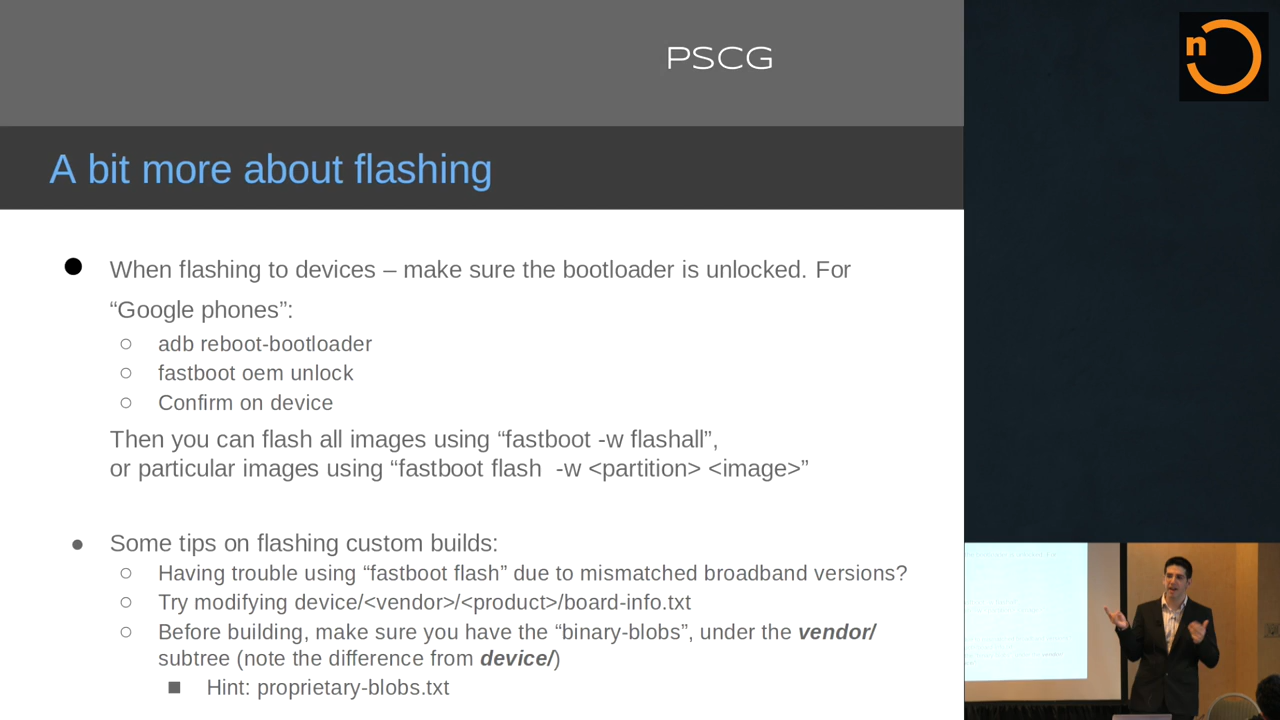 PSCG
n
A bit more about flashing
● When flashing to devices – make sure the bootloader is unlocked. For
“Google phones”:
○ adb reboot-bootloader
○ fastboot oem unlock
○ Confirm on device
Then you can flash all images using “fastboot -w flashall”,
or particular images using “fastboot flash  -w <partition> <image>”
● Some tips on flashing custom builds:
○ Having trouble using “fastboot flash” due to mismatched broadband versions?
○ Try modifying device/<vendor>/<product>/board-info.txt
○ Before building, make sure you have the “binary-blobs”, under the vendor/
subtree (note the difference from device/)
■ Hint: proprietary-blobs.txt